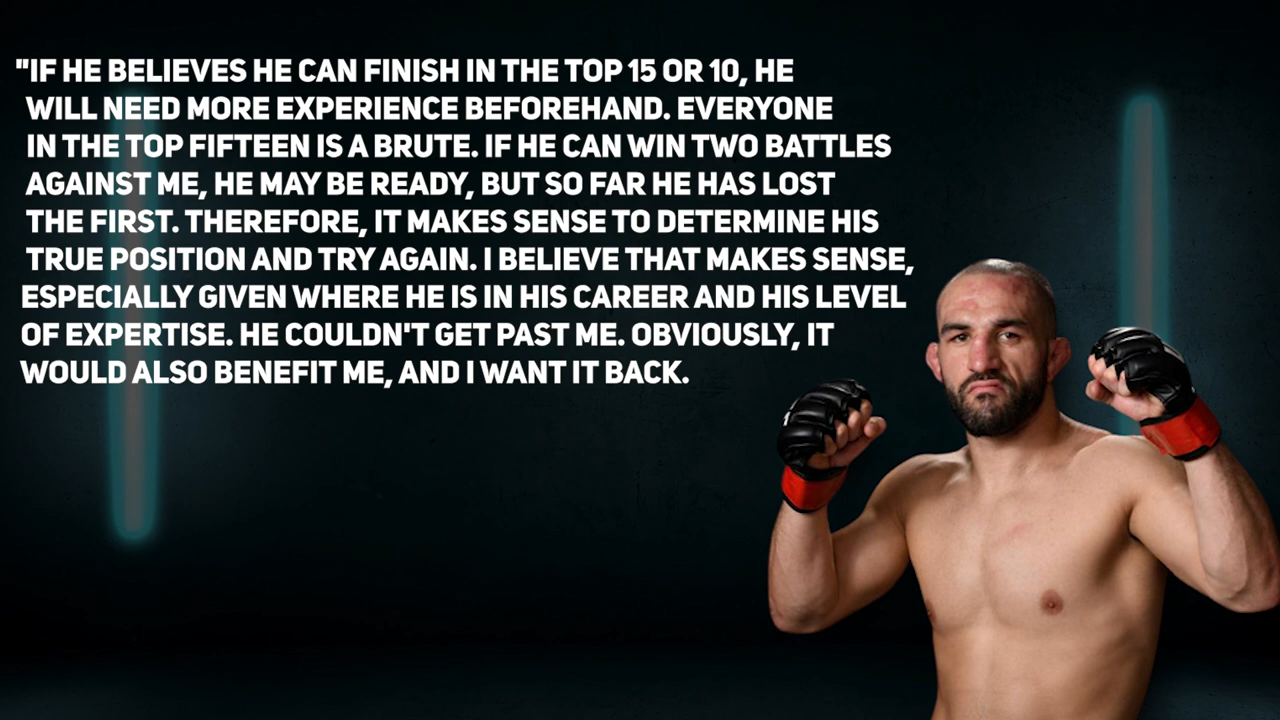 "IF HE BELIEVES HE CAN FINISH IN THE TOP 15 OR 10, HE
WILL NEED MORE EXPERIENCE BEFOREHAND. EVERYONE
IN THE TOP FIFTEEN IS A BRUTE. IF HE CAN WIN TWO BATTLES
AGAINST ME, HE MAY BE READY, BUT SO FAR HE HAS LOST
THE FIRST. THEREFORE, IT MAKES SENSE TO DETERMINE HIS
TRUE POSITION AND TRY AGAIN. I BELIEVE THAT MAKES SENSE,
ESPECIALLY GIVEN WHERE HE IS IN HIS CAREER AND HIS LEVEL
OF EXPERTISE. HE COULDN'T GET PAST ME. OBVIOUSLY, IT
WOULD ALSO BENEFIT ME, AND I WANT IT BACK.